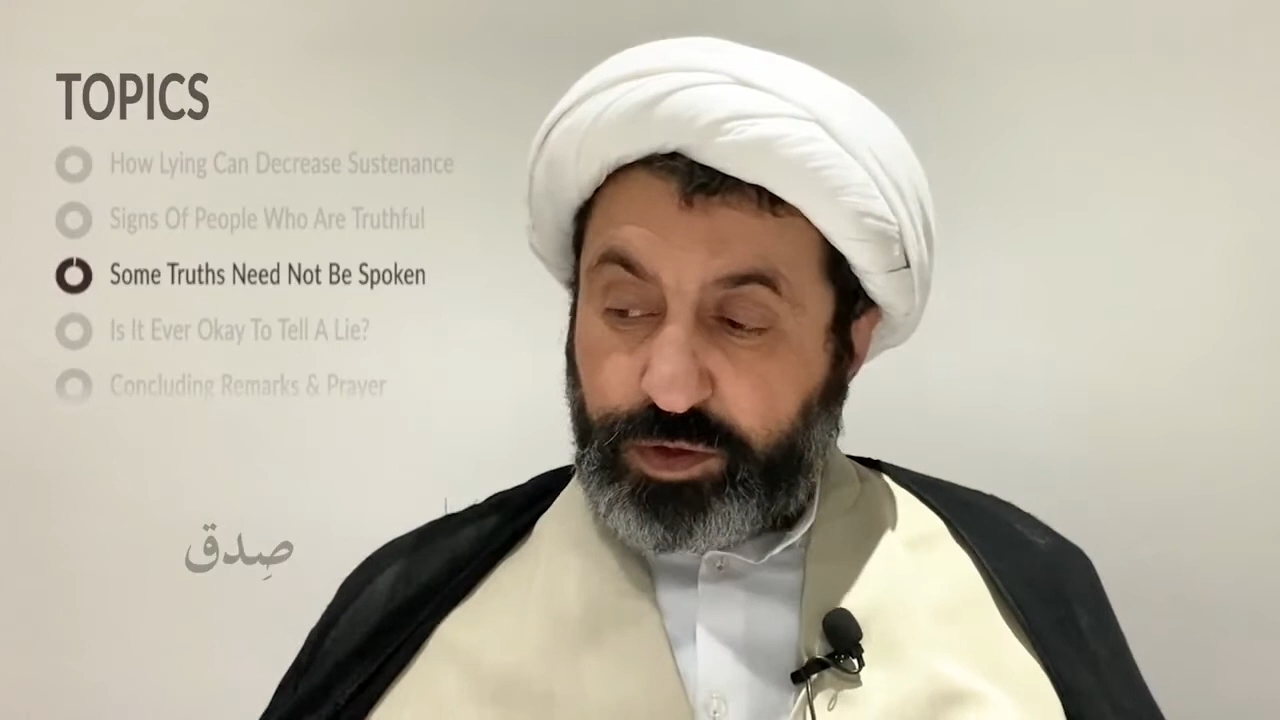 TOPICS
How Lying Can Decrease Sustenance
Signs Of People Who Are Truthful
Some Truths Need Not Be Spoken
Is It Ever Okay To Tell A Lie?
Concluding Remarks & Prayer
صِدق